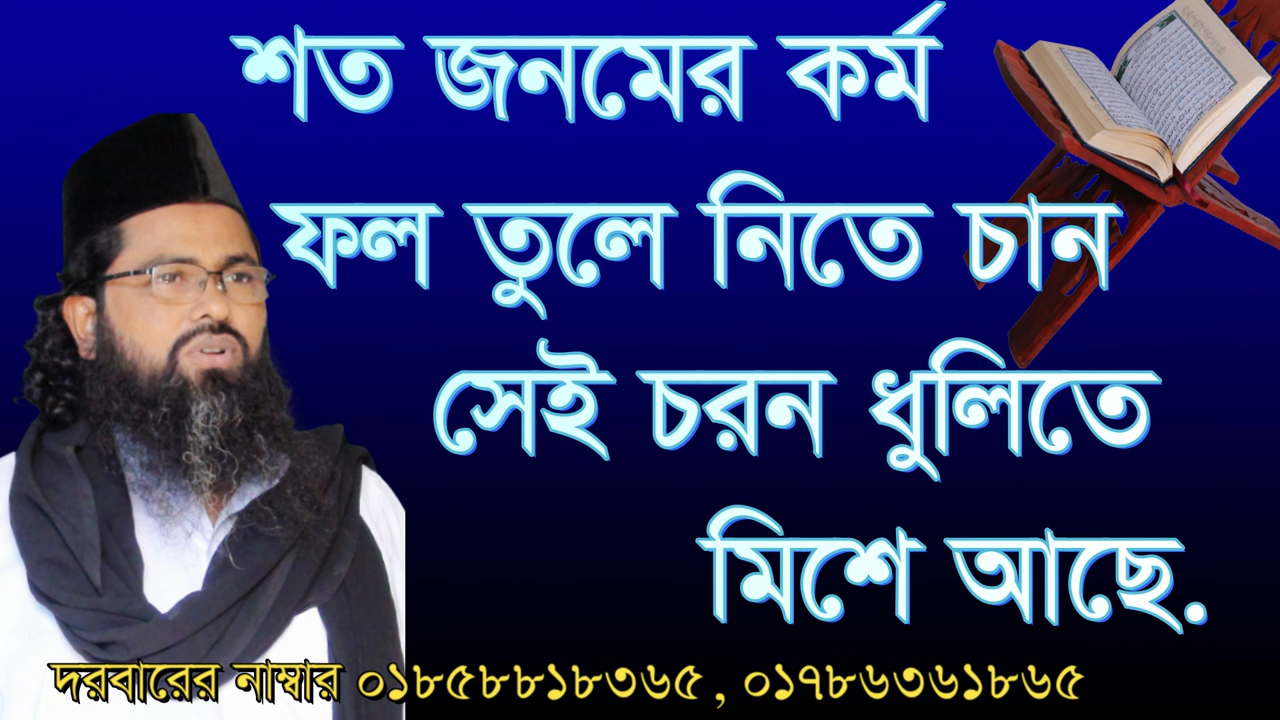 শত জনমের কর্ম
ফল তুলে নিতে চান
সেই চরন ধুলিতে
মিশে আছে.
দরবারের নাম্বার ০১৮৫৮৮১৮৩৬৫, ০১৭৮৬৩৬১৮৬৫